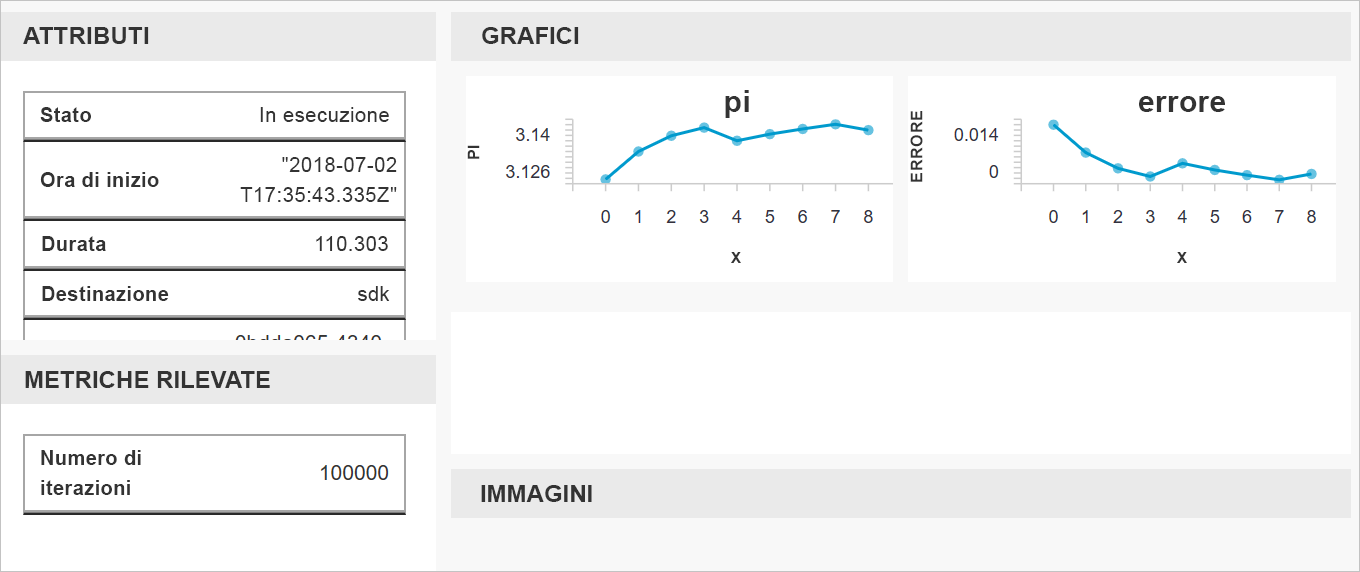 ATTRIBUTI
Stato In esecuzione
Ora di inizio "2018-07-02
T17:35:43.335Z"
Durata 110.303
Destinazione sdk
METRICHE RILEVATE
Numero di
iterazioni 100000
GRAFICI
pi
PI
3.14
3.126
0 1 2 3 4 5 6 7 8
X
errore
ERRORE
0.014
0
0 1 2 3 4 5 6 7 8
X
IMMAGINI